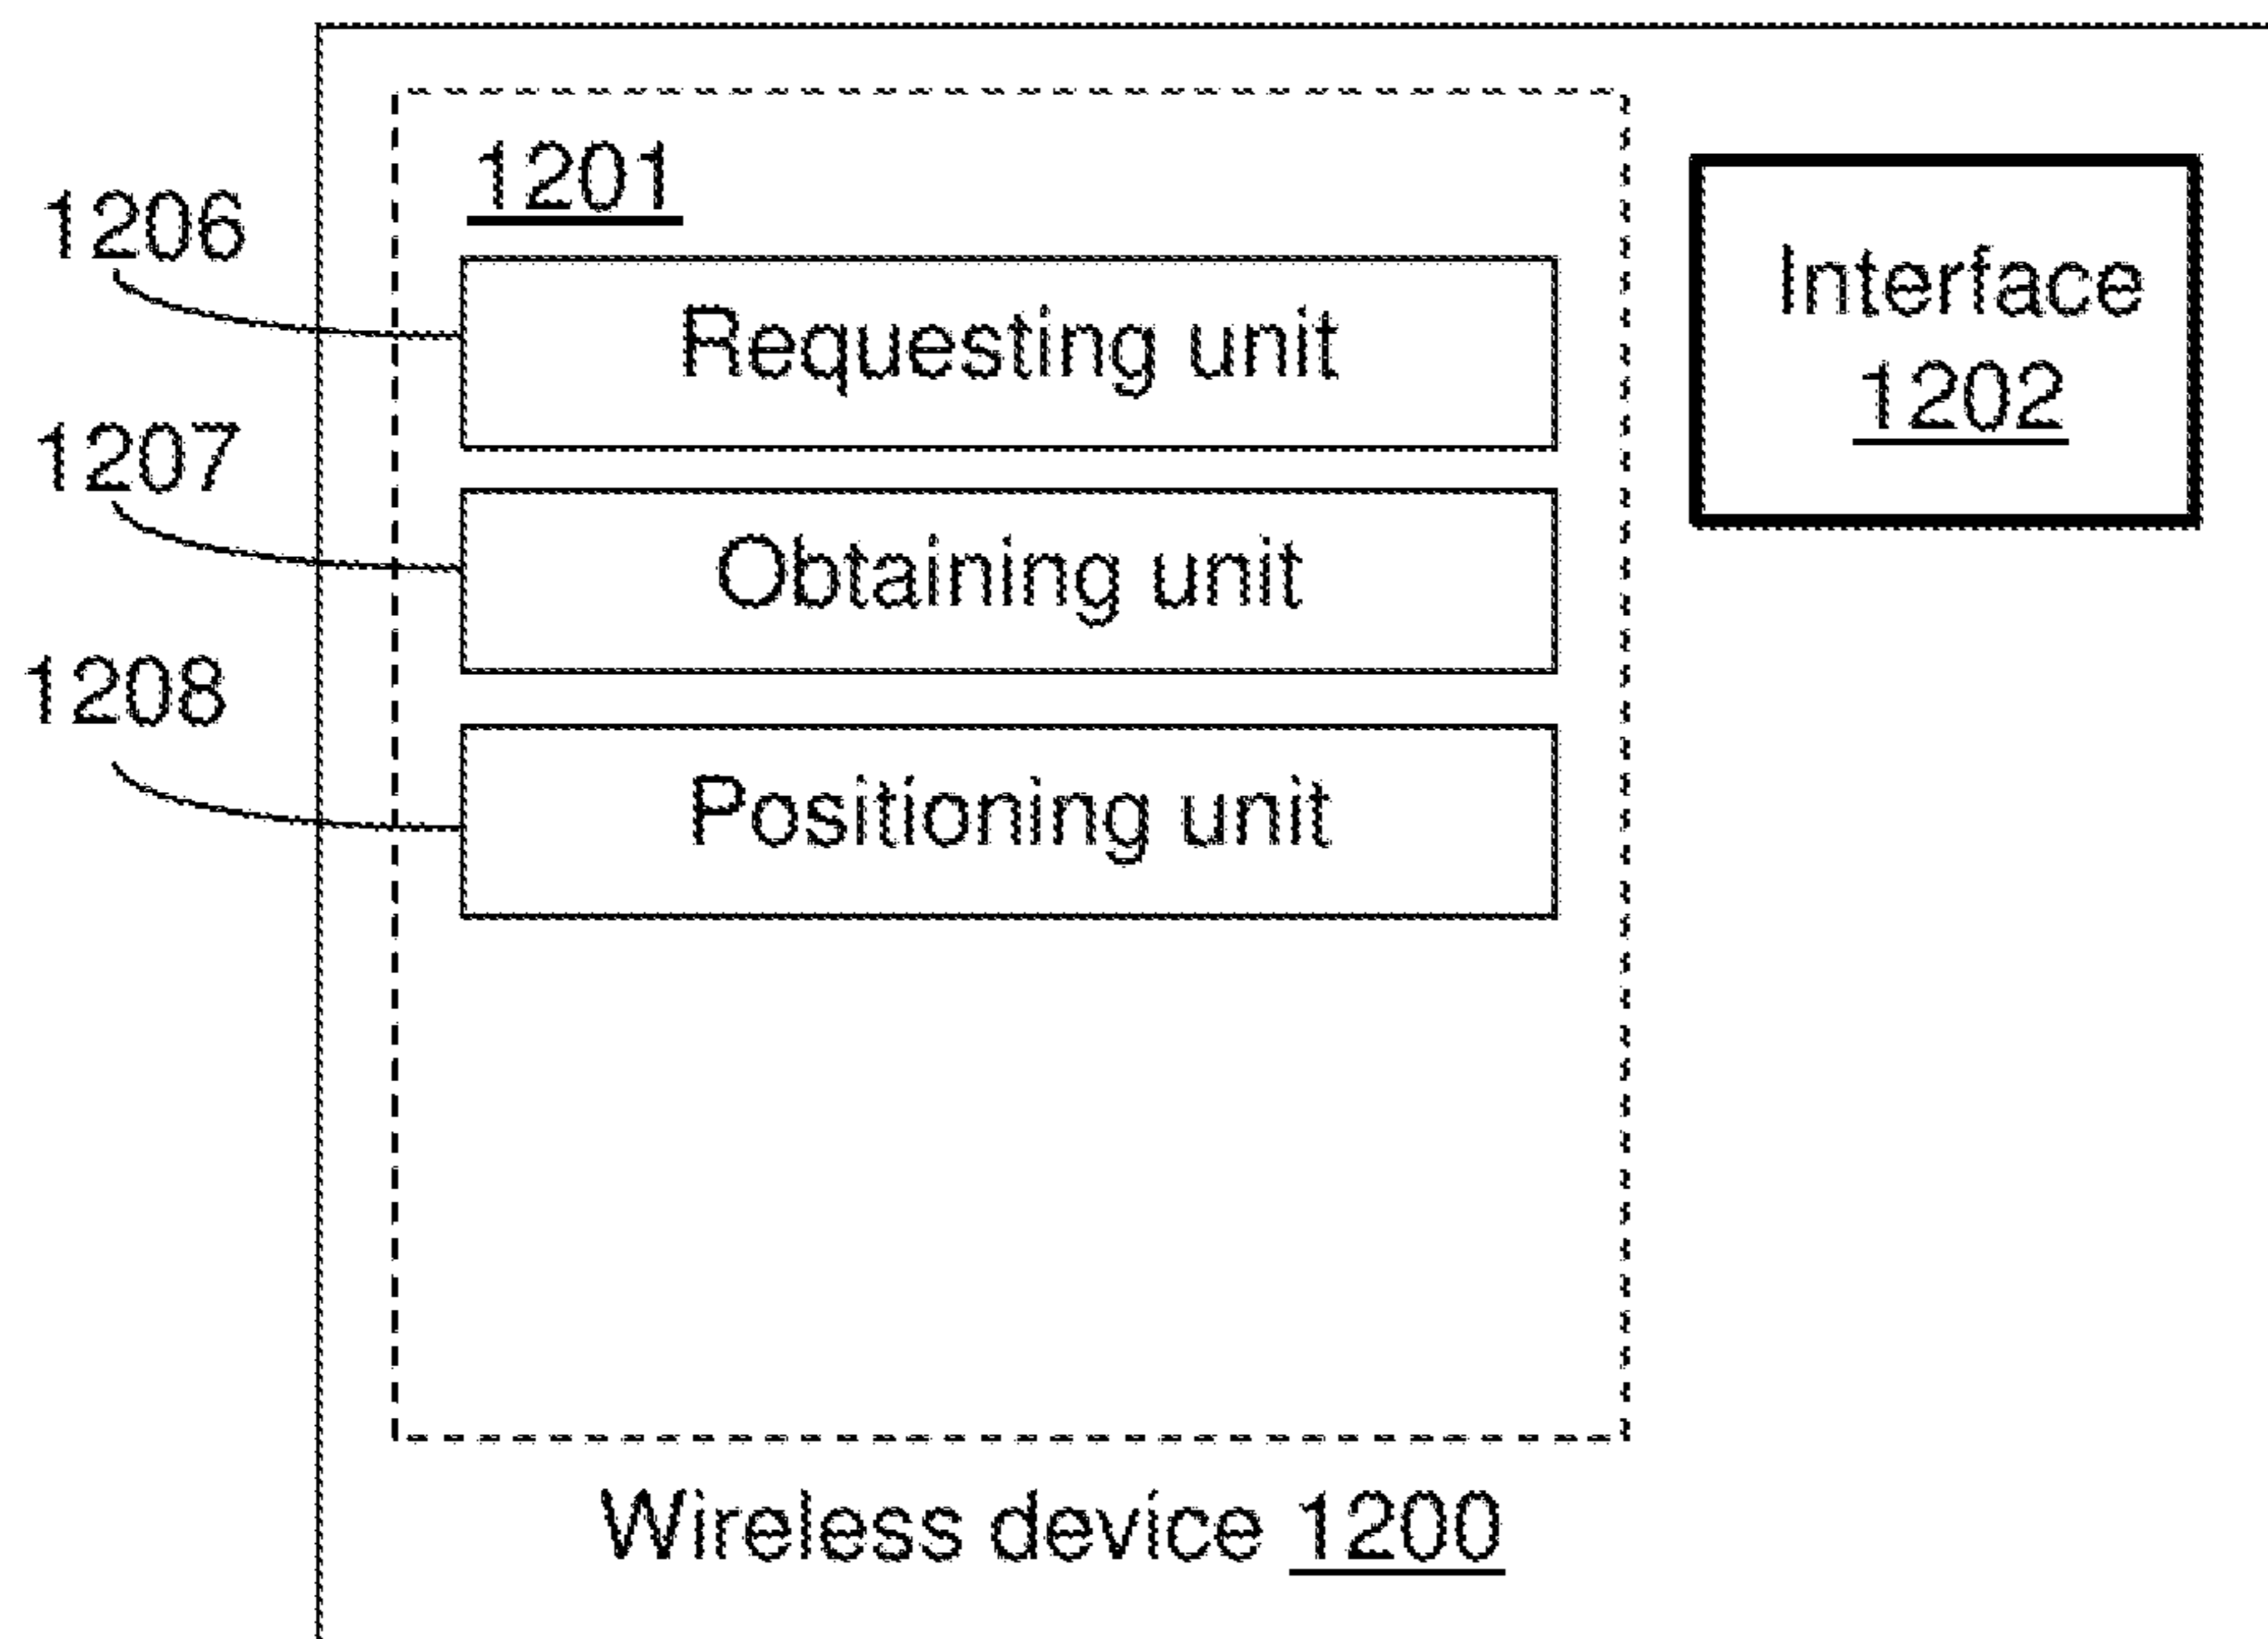 1201
1206
Requesting unit
Interface
1202
1207
Obtaining unit
1208
Positioning unit
Wireless device 1200